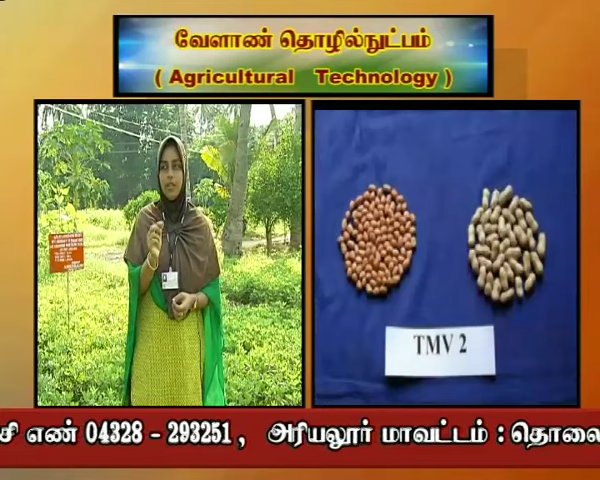 வேளாண் தொழில்நுட்பம்
( Agricultural Technology )
TMV 2
சி எண் 04328 - 293251 , அரியலூர் மாவட்டம் : தொலை